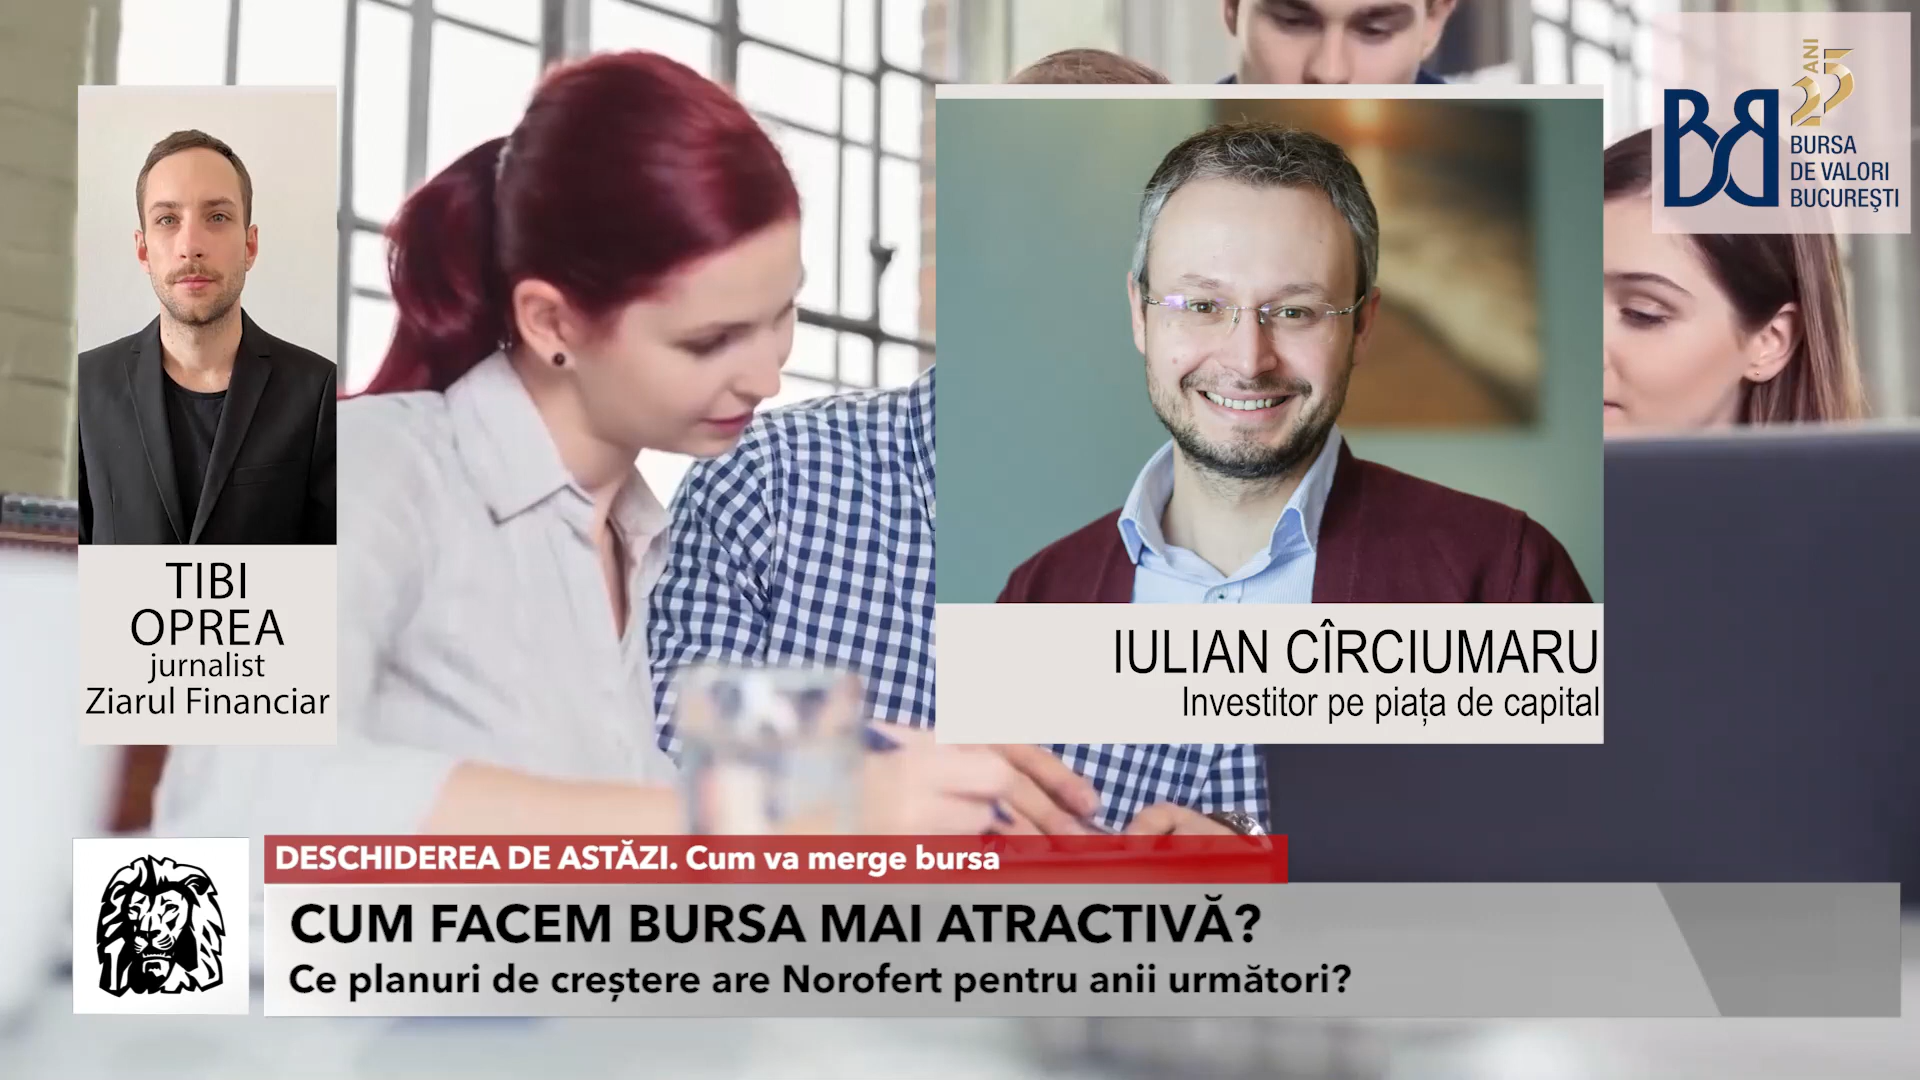 25 ANI
BURSA
DE VALORI
BUCUREŞTI
TIBI
OPREA
jurnalist
Ziarul Financiar
IULIAN CÎRCIUMARU
Investitor pe piața de capital
DESCHIDEREA DE ASTĂZI. Cum va merge bursa
CUM FACEM BURSA MAI ATRACTIVĂ?
Ce planuri de creștere are Norofert pentru anii următori?